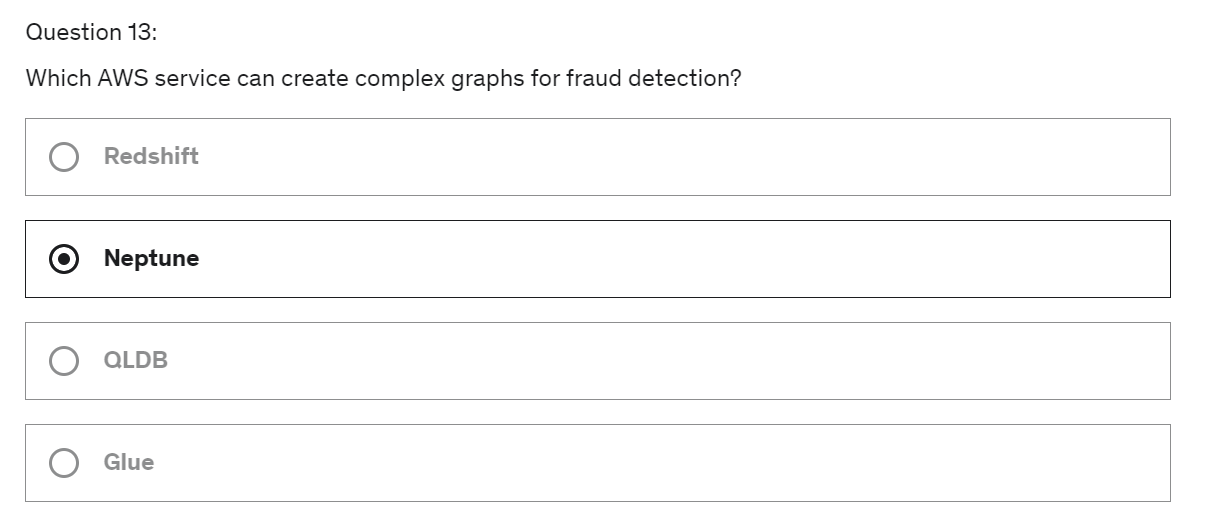 Question 13:
Which AWS service can create complex graphs for fraud detection?
Redshift
Neptune
QLDB
Glue